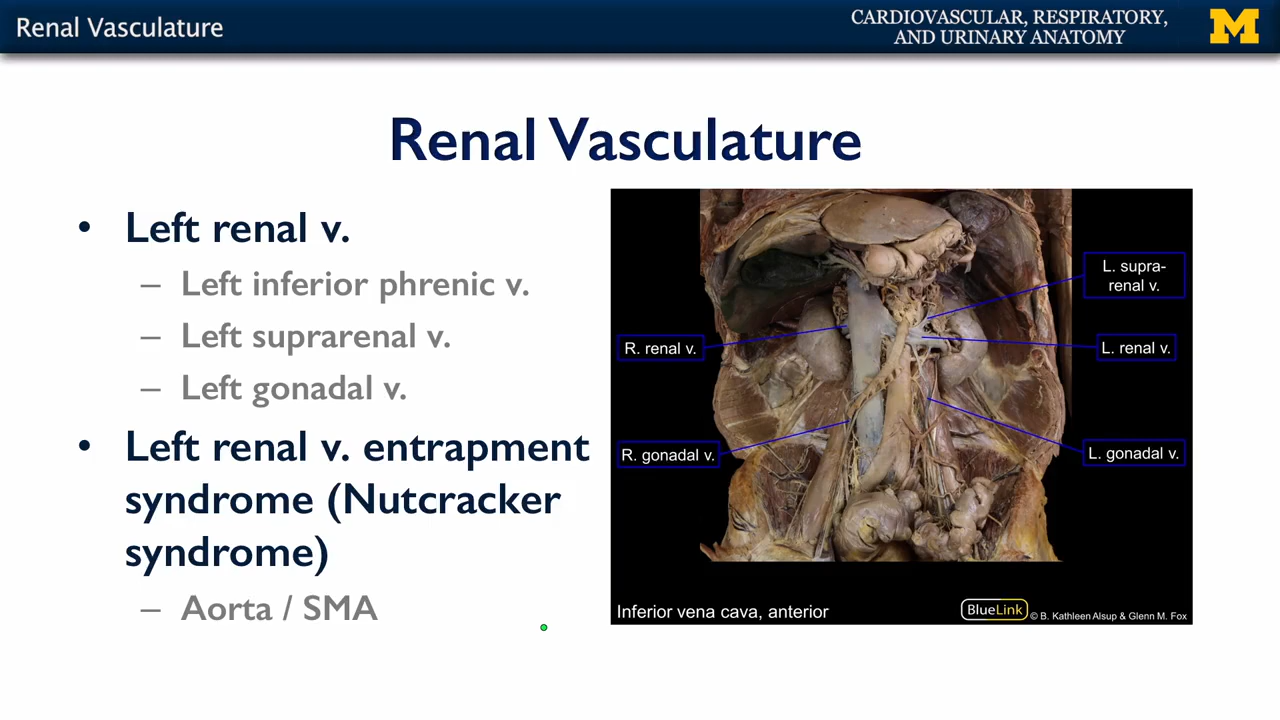 Renal Vasculature
CARDIOVASCULAR, RESPIRATORY,
AND URINARY ANATOMY
M
Renal Vasculature
• Left renal v.
– Left inferior phrenic v.
– Left suprarenal v.
– Left gonadal v.
• Left renal v. entrapment
syndrome (Nutcracker
syndrome)
– Aorta / SMA
L. supra-
renal v.
R. renal v.
L. renal v.
R. gonadal v.
L. gonadal v.
Inferior vena cava, anterior
BlueLink
© B. Kathleen Alsup & Glenn M. Fox